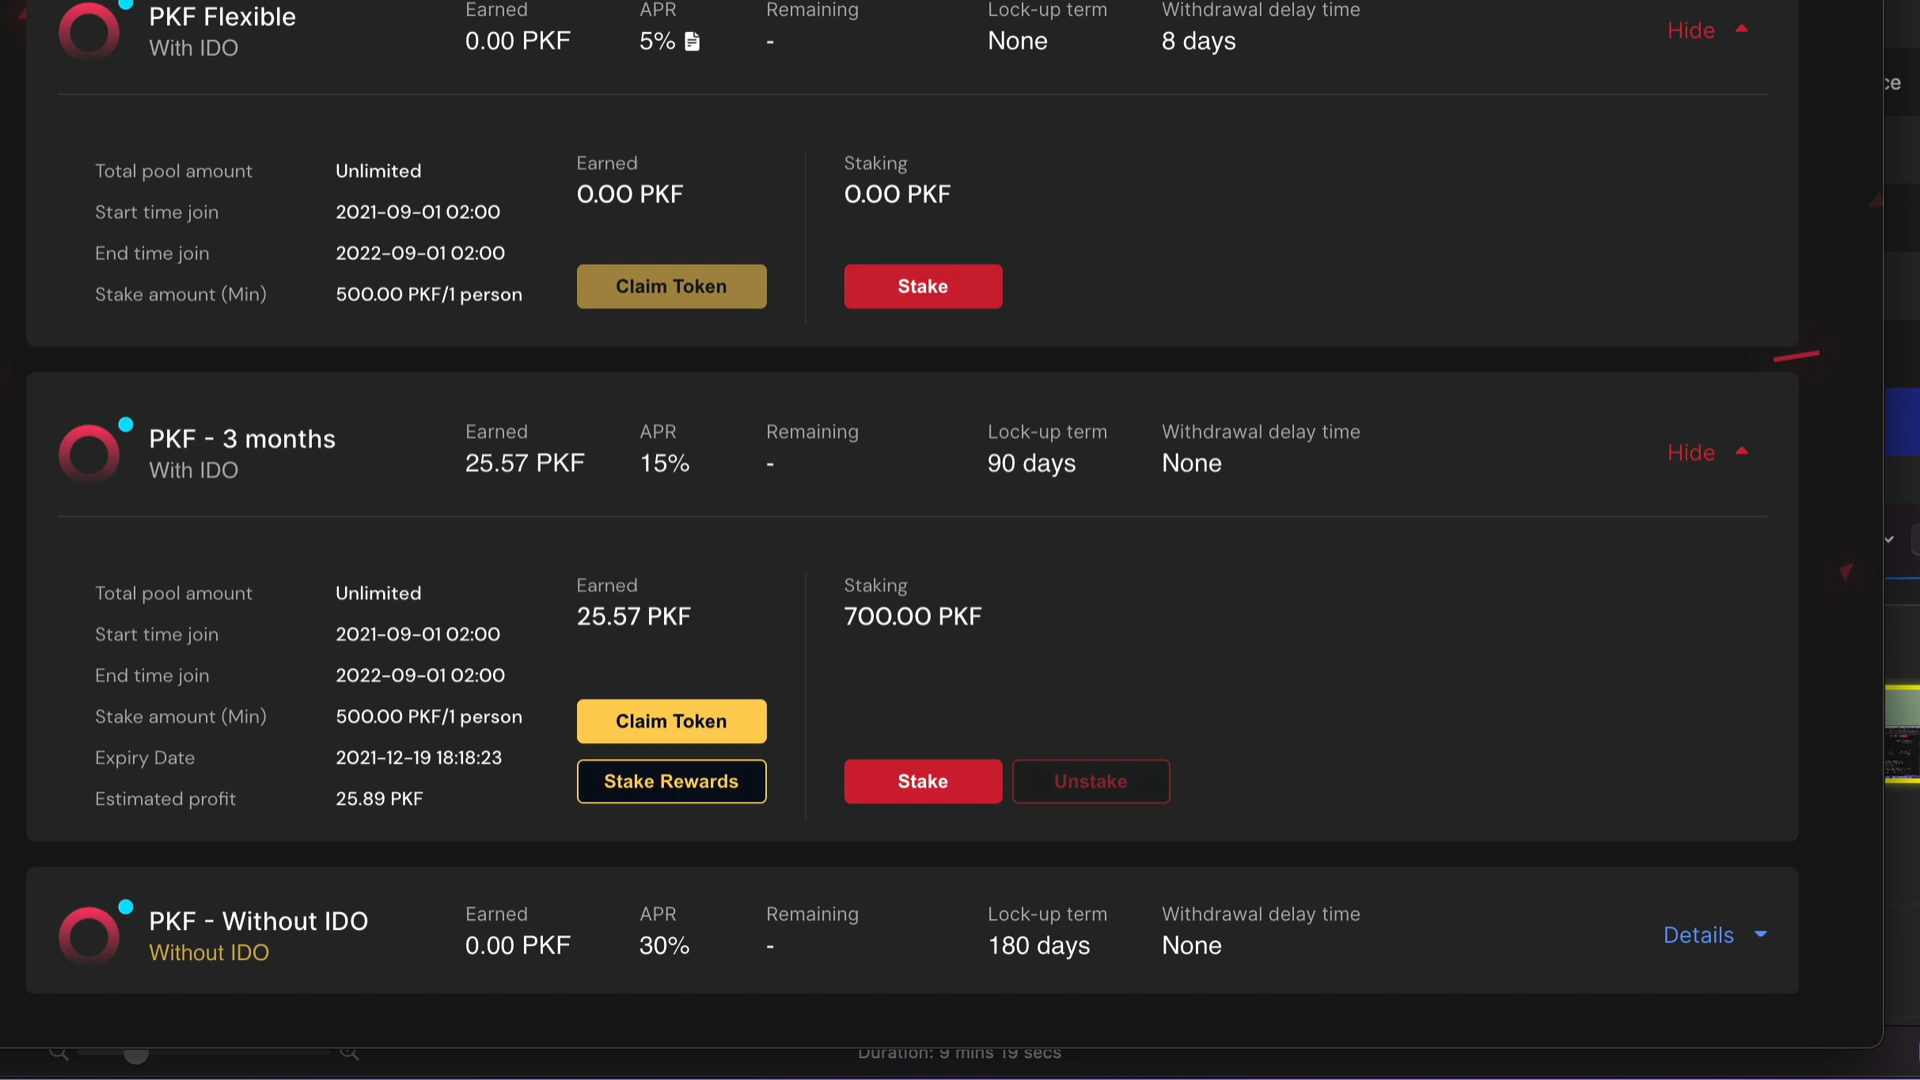 PKF Flexible
With IDO
Earned
0.00 PKF
APR
5%
Remaining
-
Lock-up term
None
Withdrawal delay time
8 days
Hide
Total pool amount Unlimited
Start time join 2021-09-01 02:00
End time join 2022-09-01 02:00
Stake amount (Min) 500.00 PKF/1 person
Earned
0.00 PKF
Claim Token
Staking
0.00 PKF
Stake
PKF - 3 months
With IDO
Earned
25.57 PKF
APR
15%
Remaining
-
Lock-up term
90 days
Withdrawal delay time
None
Hide
Total pool amount Unlimited
Start time join 2021-09-01 02:00
End time join 2022-09-01 02:00
Stake amount (Min) 500.00 PKF/1 person
Expiry Date 2021-12-19 18:18:23
Estimated profit 25.89 PKF
Earned
25.57 PKF
Claim Token
Stake Rewards
Staking
700.00 PKF
Stake
Unstake
PKF - Without IDO
Without IDO
Earned
0.00 PKF
APR
30%
Remaining
-
Lock-up term
180 days
Withdrawal delay time
None
Details
Duration: 9 mins 19 secs